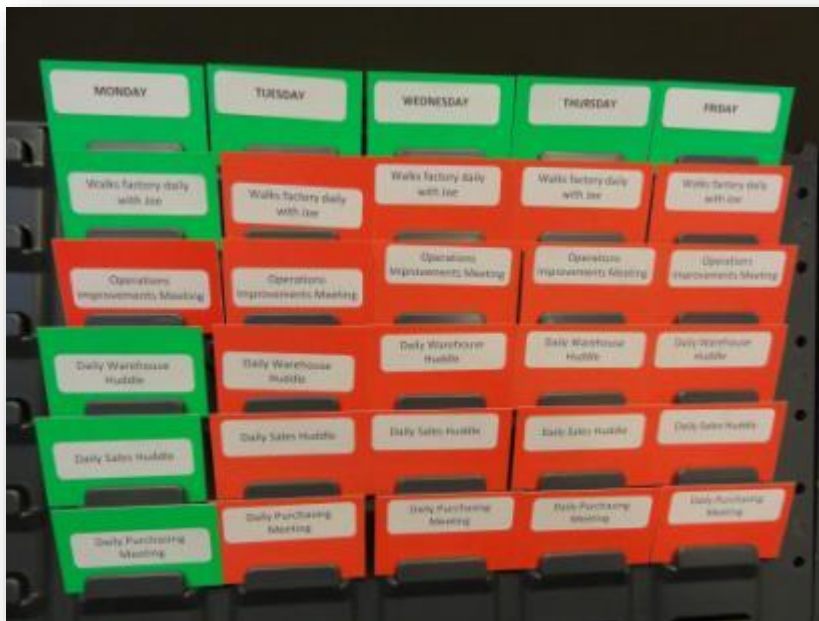 MONDAY
TUESDAY
WEDNESDAY
THURSDAY
FRIDAY
Walks factory daily
with Joe
Walks factory daily
with Joe
Walks factory daily
with Joe
Walks factory daily
with Joe
Walks factory daily
with Joe
Operations
Improvements Meeting
Operations
Improvements Meeting
Operations
Improvements Meeting
Operations
Improvements Meeting
Operations
Improvements Meeting
Daily Warehouse
Huddle
Daily Warehouse
Huddle
Daily Warehouse
Huddle
Daily Warehouse
Huddle
Daily Warehouse
Huddle
Daily Sales Huddle
Daily Sales Huddle
Daily Sales Huddle
Daily Sales Huddle
Daily Sales Huddle
Daily Purchasing
Meeting
Daily Purchasing
Meeting
Daily Purchasing
Meeting
Daily Purchasing
Meeting
Daily Purchasing
Meeting